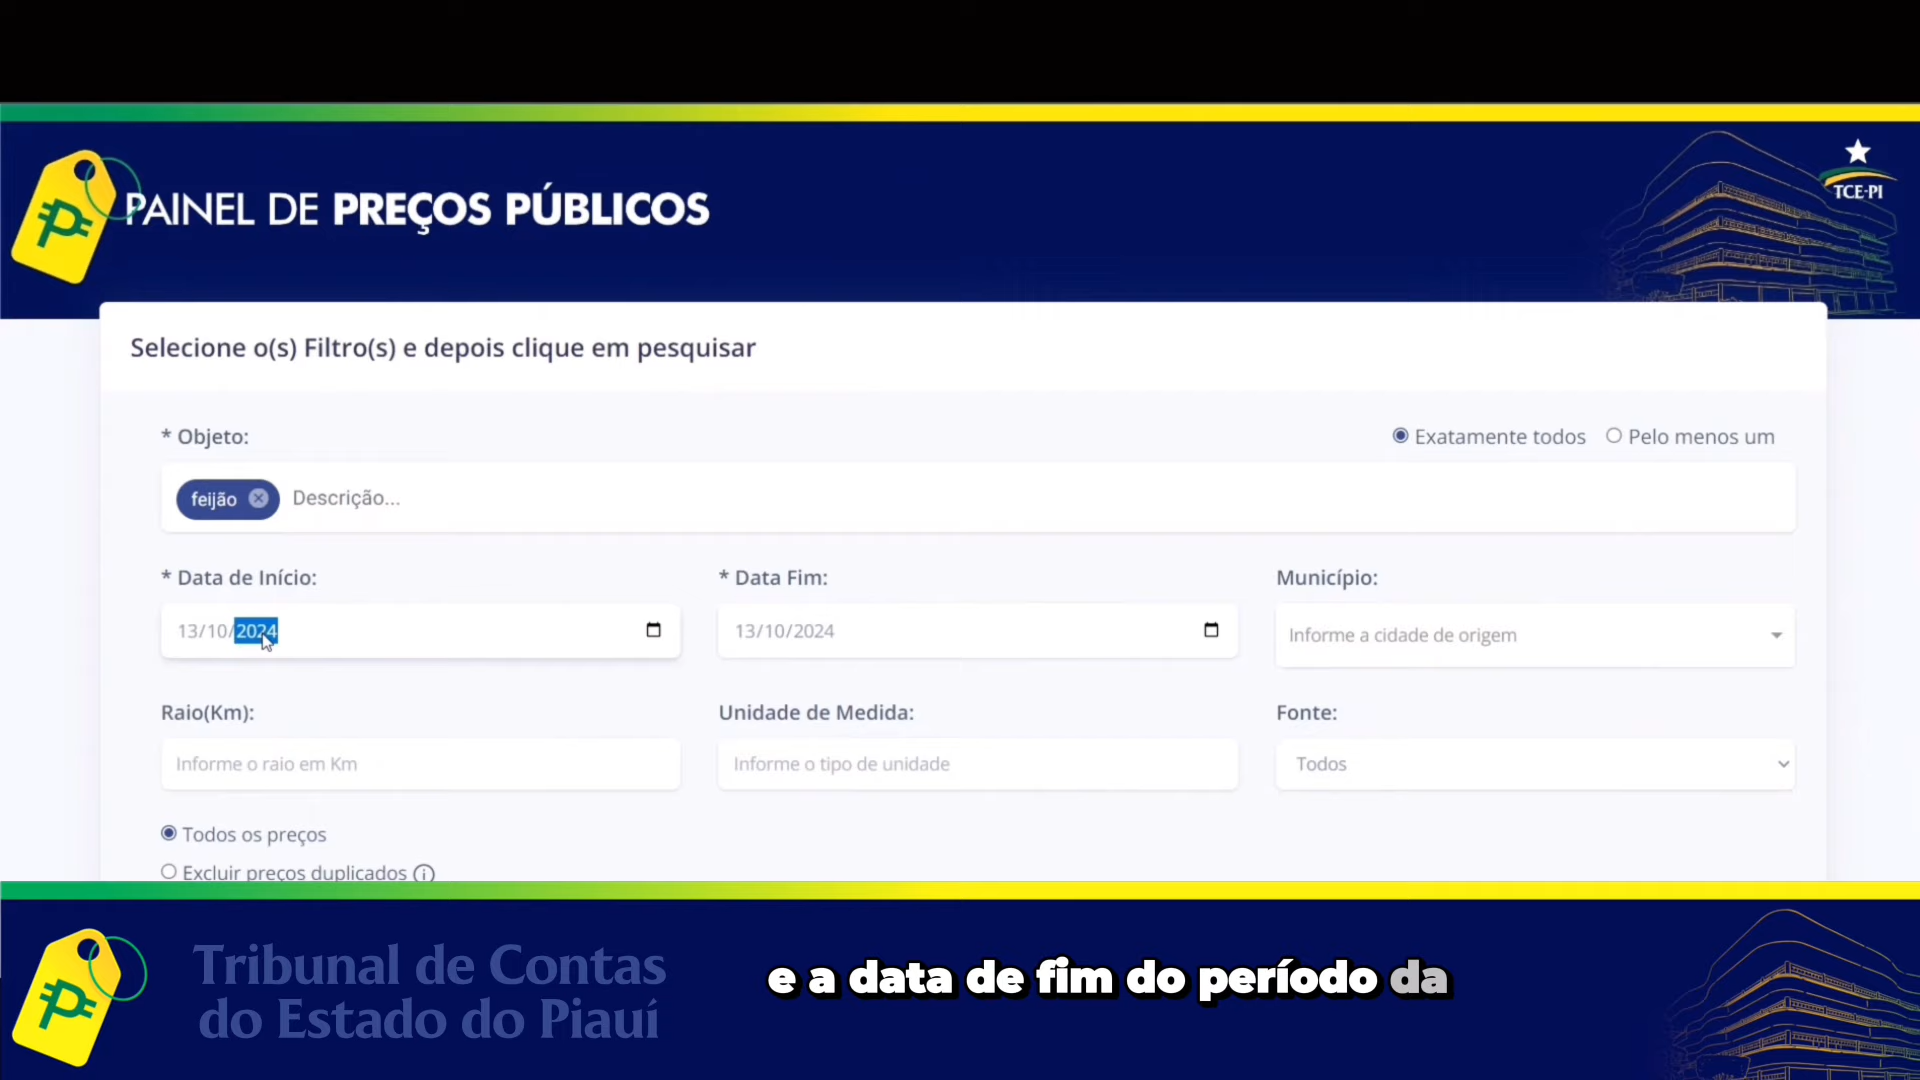 TCE-PI
PAINEL DE PREÇOS PÚBLICOS
Selecione o(s) Filtro(s) e depois clique em pesquisar
* Objeto:
Exatamente todos
Pelo menos um
feijão
Descrição...
* Data de Início:
* Data Fim:
Município:
13/10/2024
13/10/2024
Informe a cidade de origem
Raio(Km):
Unidade de Medida:
Fonte:
Informe o raio em Km
Informe o tipo de unidade
Todos
Todos os preços
Excluir preços duplicados
Tribunal de Contas
do Estado do Piauí
e a data de fim do período da